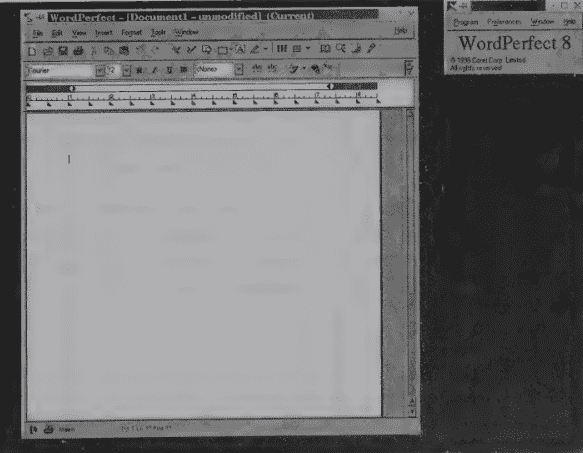 WordPerfect - [Document1 - unmodified] (Current)
File Edit View Insert Format Tools Window Help
Courier 12 <None>
Program Preferences Window Help
WordPerfect 8
© 1998 Corel Corp. Limited
All rights reserved